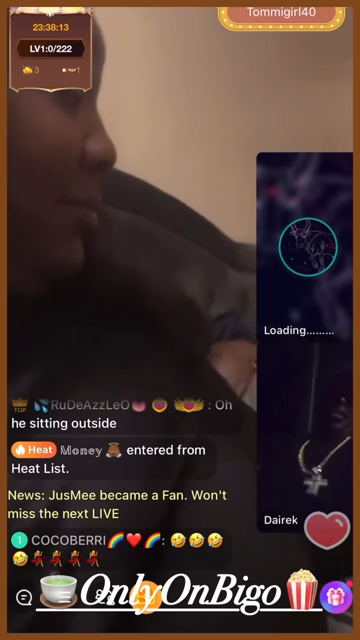 23:38:13
Tommigirl40
LV1:0/222
3
1
Loading.........
TOP 💦RuDeAzzLeO👅 : Oh
he sitting outside
🔥 Heat 𝕄𝕠𝕟𝕖𝕪 🧸 entered from
Heat List.
News: JusMee became a Fan. Won't
miss the next LIVE
Dairek
1 COCOBERRI🌈❤️🌈: 🤣🤣🤣
🤣💃💃💃💃
🍵 OnlyOnBigo 🍿